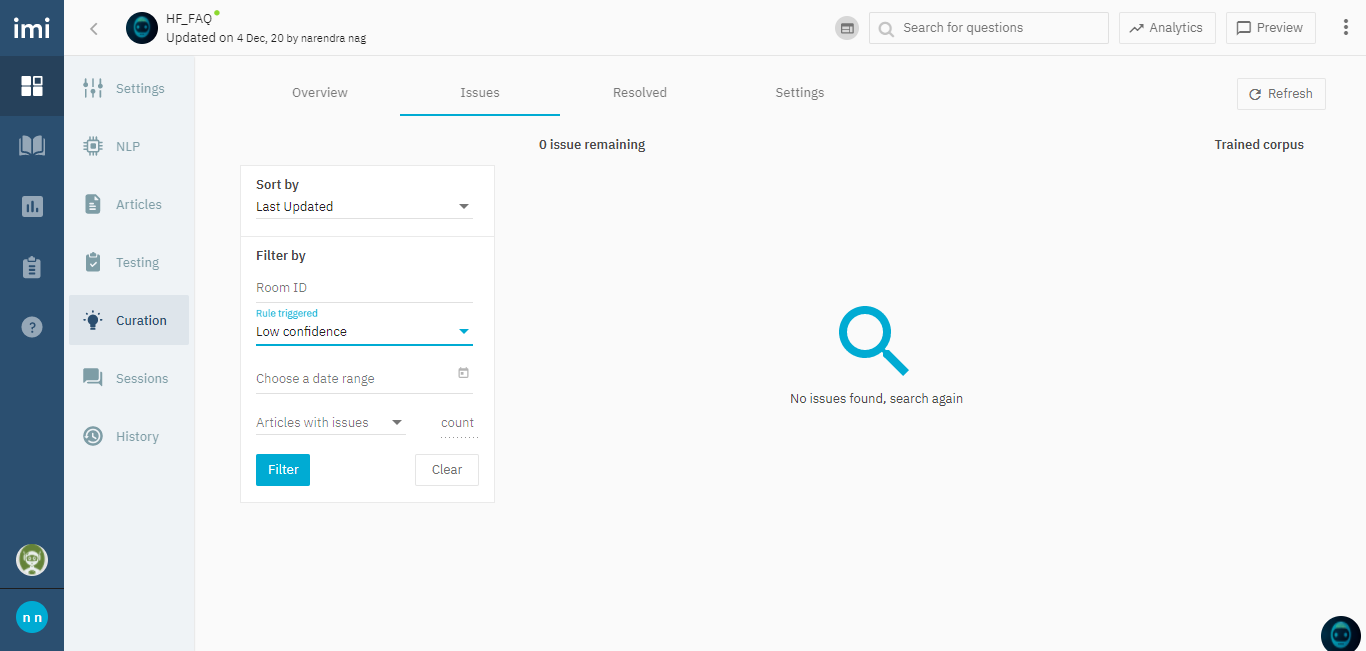 imi
HF_FAQ
Updated on 4 Dec, 20 by narendra nag
Search for questions
Analytics
Preview
Settings
NLP
Articles
Testing
Curation
Sessions
History
Overview
Issues
Resolved
Settings
Refresh
0 issue remaining
Trained corpus
Sort by
Last Updated
Filter by
Room ID
Rule triggered
Low confidence
Choose a date range
Articles with issues
count
Filter
Clear
No issues found, search again
?
n n